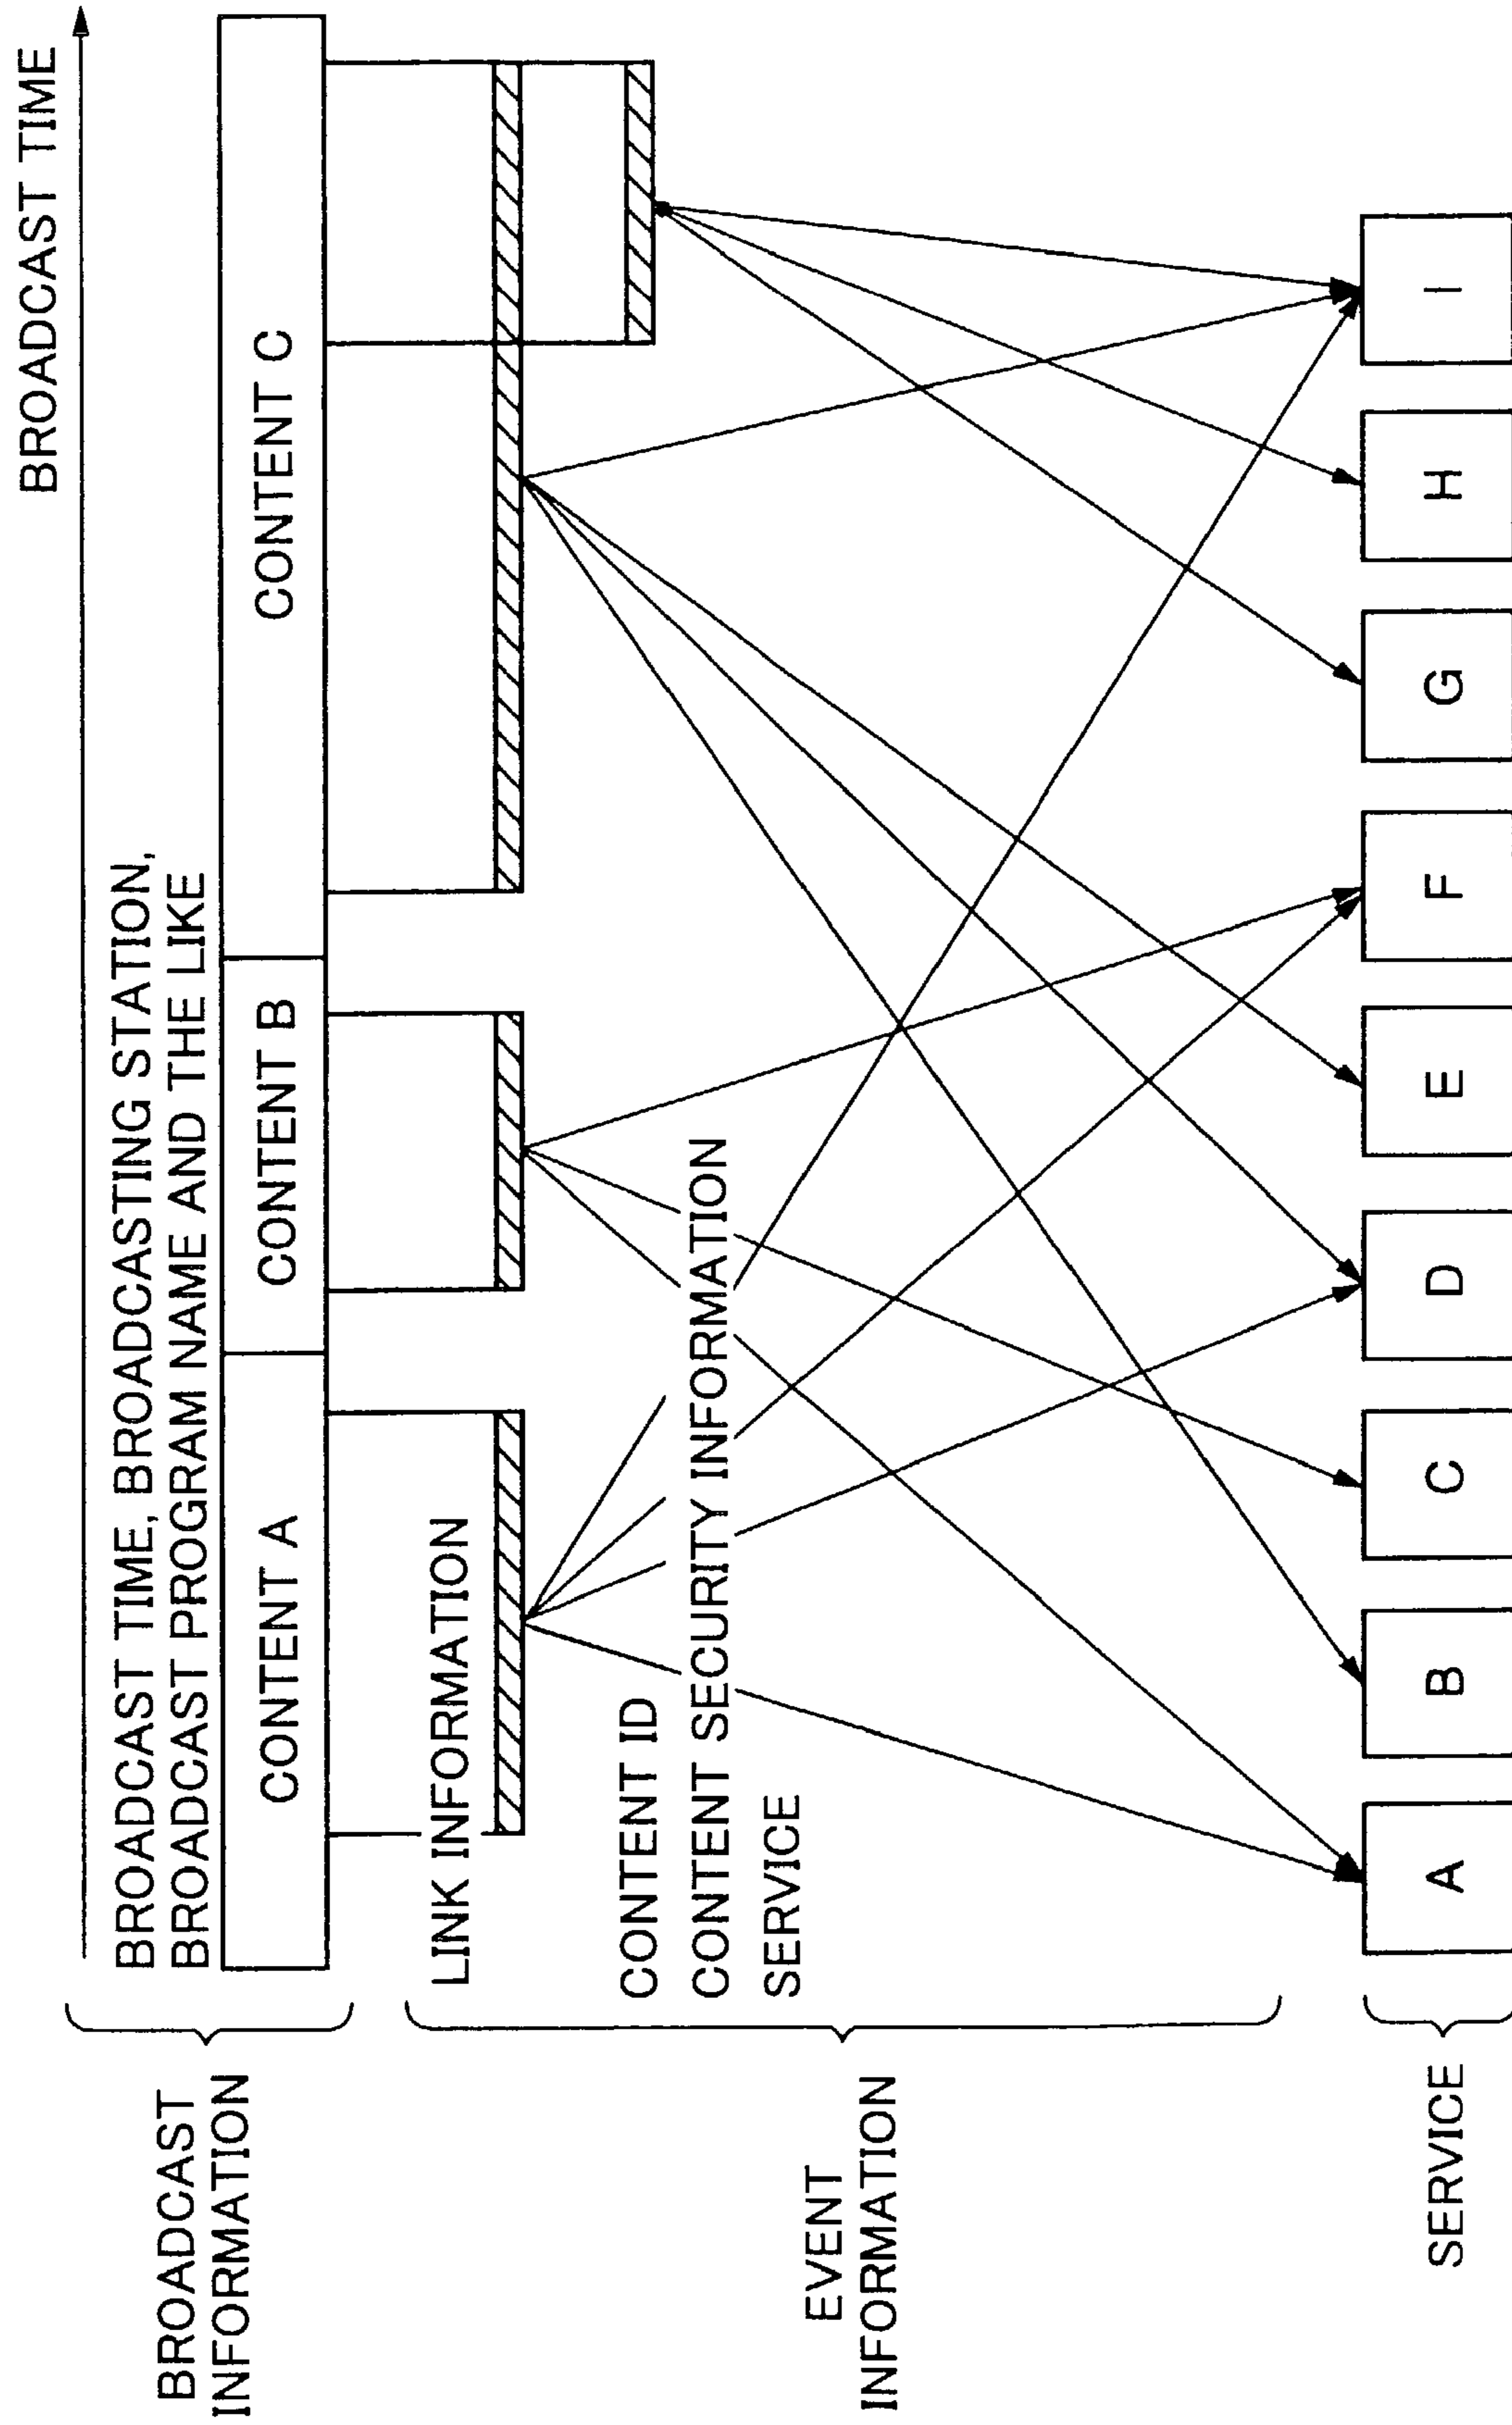 BROADCAST TIME
BROADCAST TIME, BROADCASTING STATION,
BROADCAST PROGRAM NAME AND THE LIKE
BROADCAST
INFORMATION
CONTENT A
CONTENT B
CONTENT C
LINK INFORMATION
EVENT
INFORMATION
CONTENT ID
CONTENT SECURITY INFORMATION
SERVICE
SERVICE
A
B
C
D
E
F
G
H
I